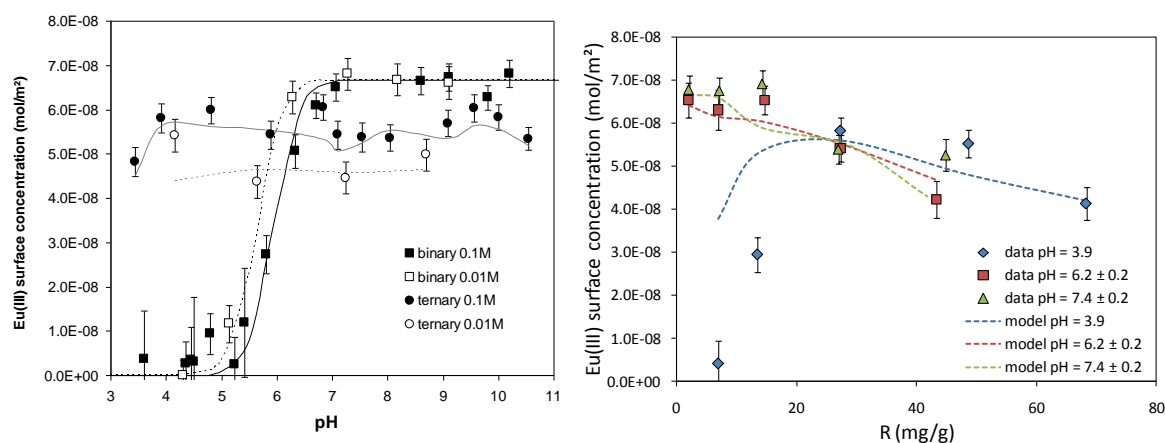 8.0E-08
7.0E-08
6.0E-08
5.0E-08
4.0E-08
3.0E-08
2.0E-08
1.0E-08
0.0E+00
Eu(III) surface concentration (mol/m²)
3 4 5 6 7 8 9 10 11
pH
binary 0.1M
binary 0.01M
ternary 0.1M
ternary 0.01M
8.0E-08
7.0E-08
6.0E-08
5.0E-08
4.0E-08
3.0E-08
2.0E-08
1.0E-08
0.0E+00
Eu(III) surface concentration (mol/m²)
0 20 40 60 80
R (mg/g)
data pH = 3.9
data pH = 6.2 ± 0.2
data pH = 7.4 ± 0.2
model pH = 3.9
model pH = 6.2 ± 0.2
model pH = 7.4 ± 0.2